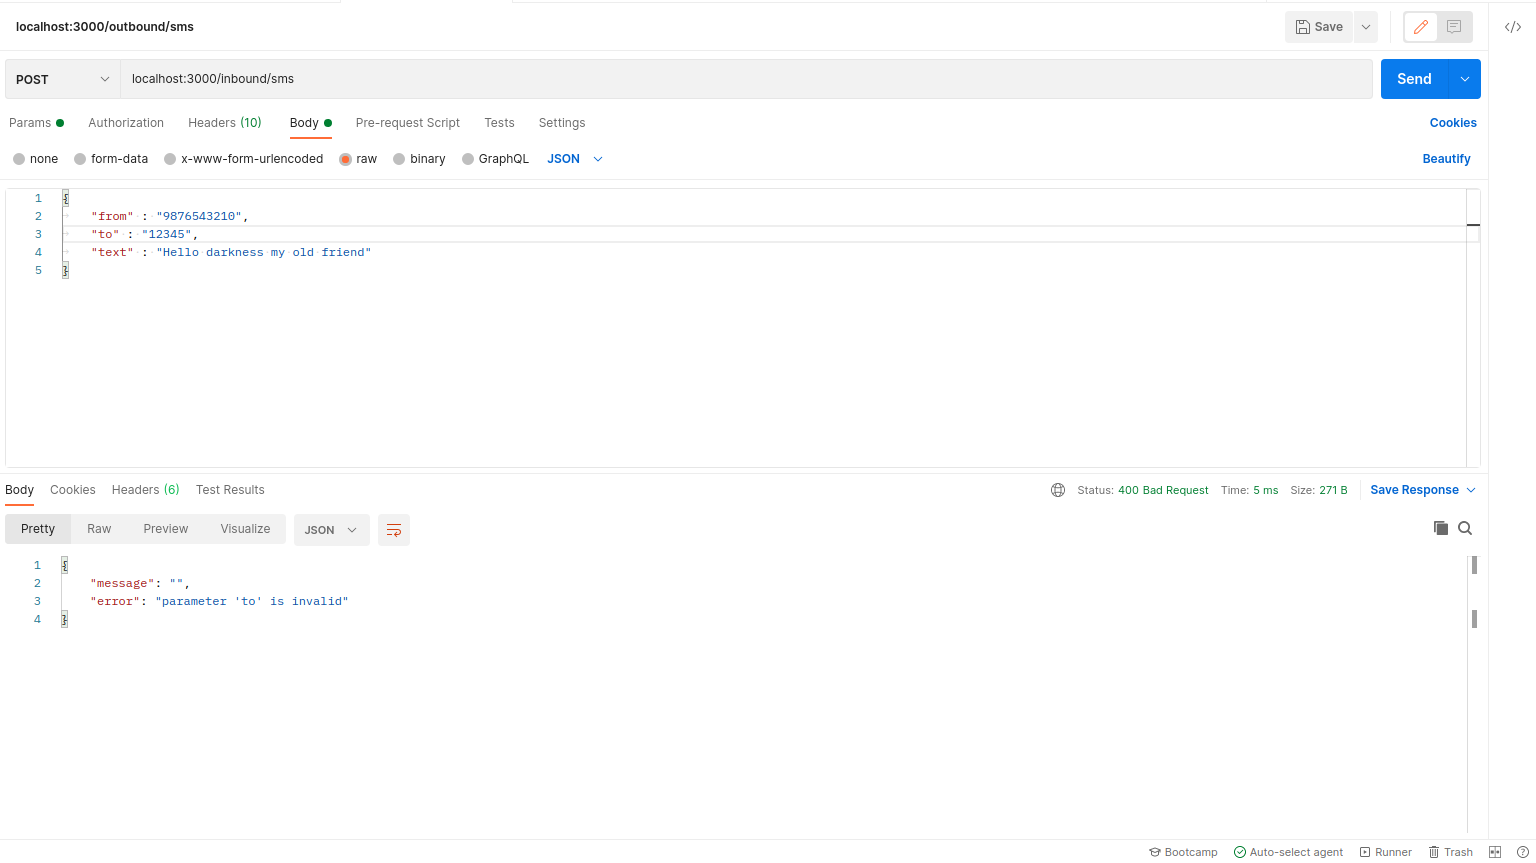 localhost:3000/outbound/sms
Save
POST
localhost:3000/inbound/sms
Send
Params
Authorization
Headers (10)
Body
Pre-request Script
Tests
Settings
Cookies
none
form-data
x-www-form-urlencoded
raw
binary
GraphQL
JSON
Beautify
1 {
2 "from" : "9876543210",
3 "to" : "12345",
4 "text" : "Hello darkness my old friend"
5 }
Body
Cookies
Headers (6)
Test Results
Status: 400 Bad Request
Time: 5 ms
Size: 271 B
Save Response
Pretty
Raw
Preview
Visualize
JSON
1 {
2 "message": "",
3 "error": "parameter 'to' is invalid"
4 }
Bootcamp
Auto-select agent
Runner
Trash